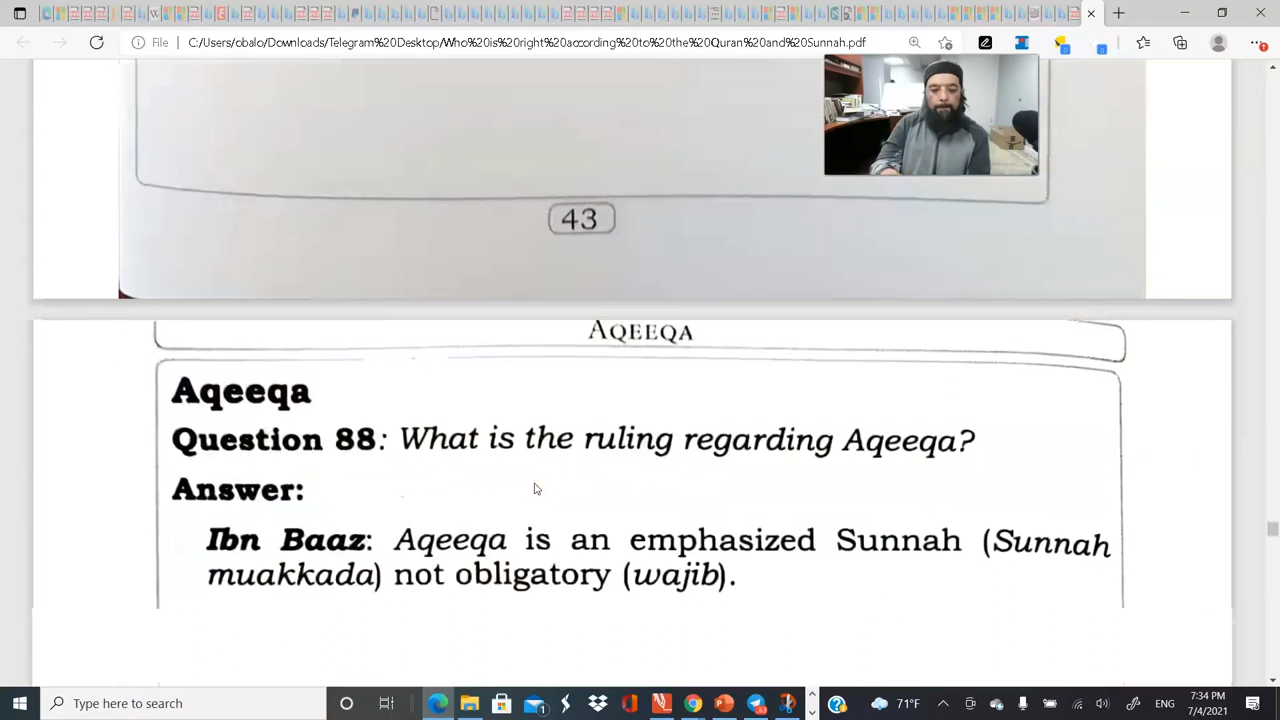 File
C:/Users/obalo/Downloads/Telegram%20Desktop/Who%20is%20right%20according%20to%20the%20Quran%20and%20Sunnah.pdf
43
AQEEQA
Aqeeqa
Question 88: What is the ruling regarding Aqeeqa?
Answer:
Ibn Baaz: Aqeeqa is an emphasized Sunnah (Sunnah
muakkada) not obligatory (wajib).
Type here to search
71°F
ENG
7:34 PM
7/4/2021